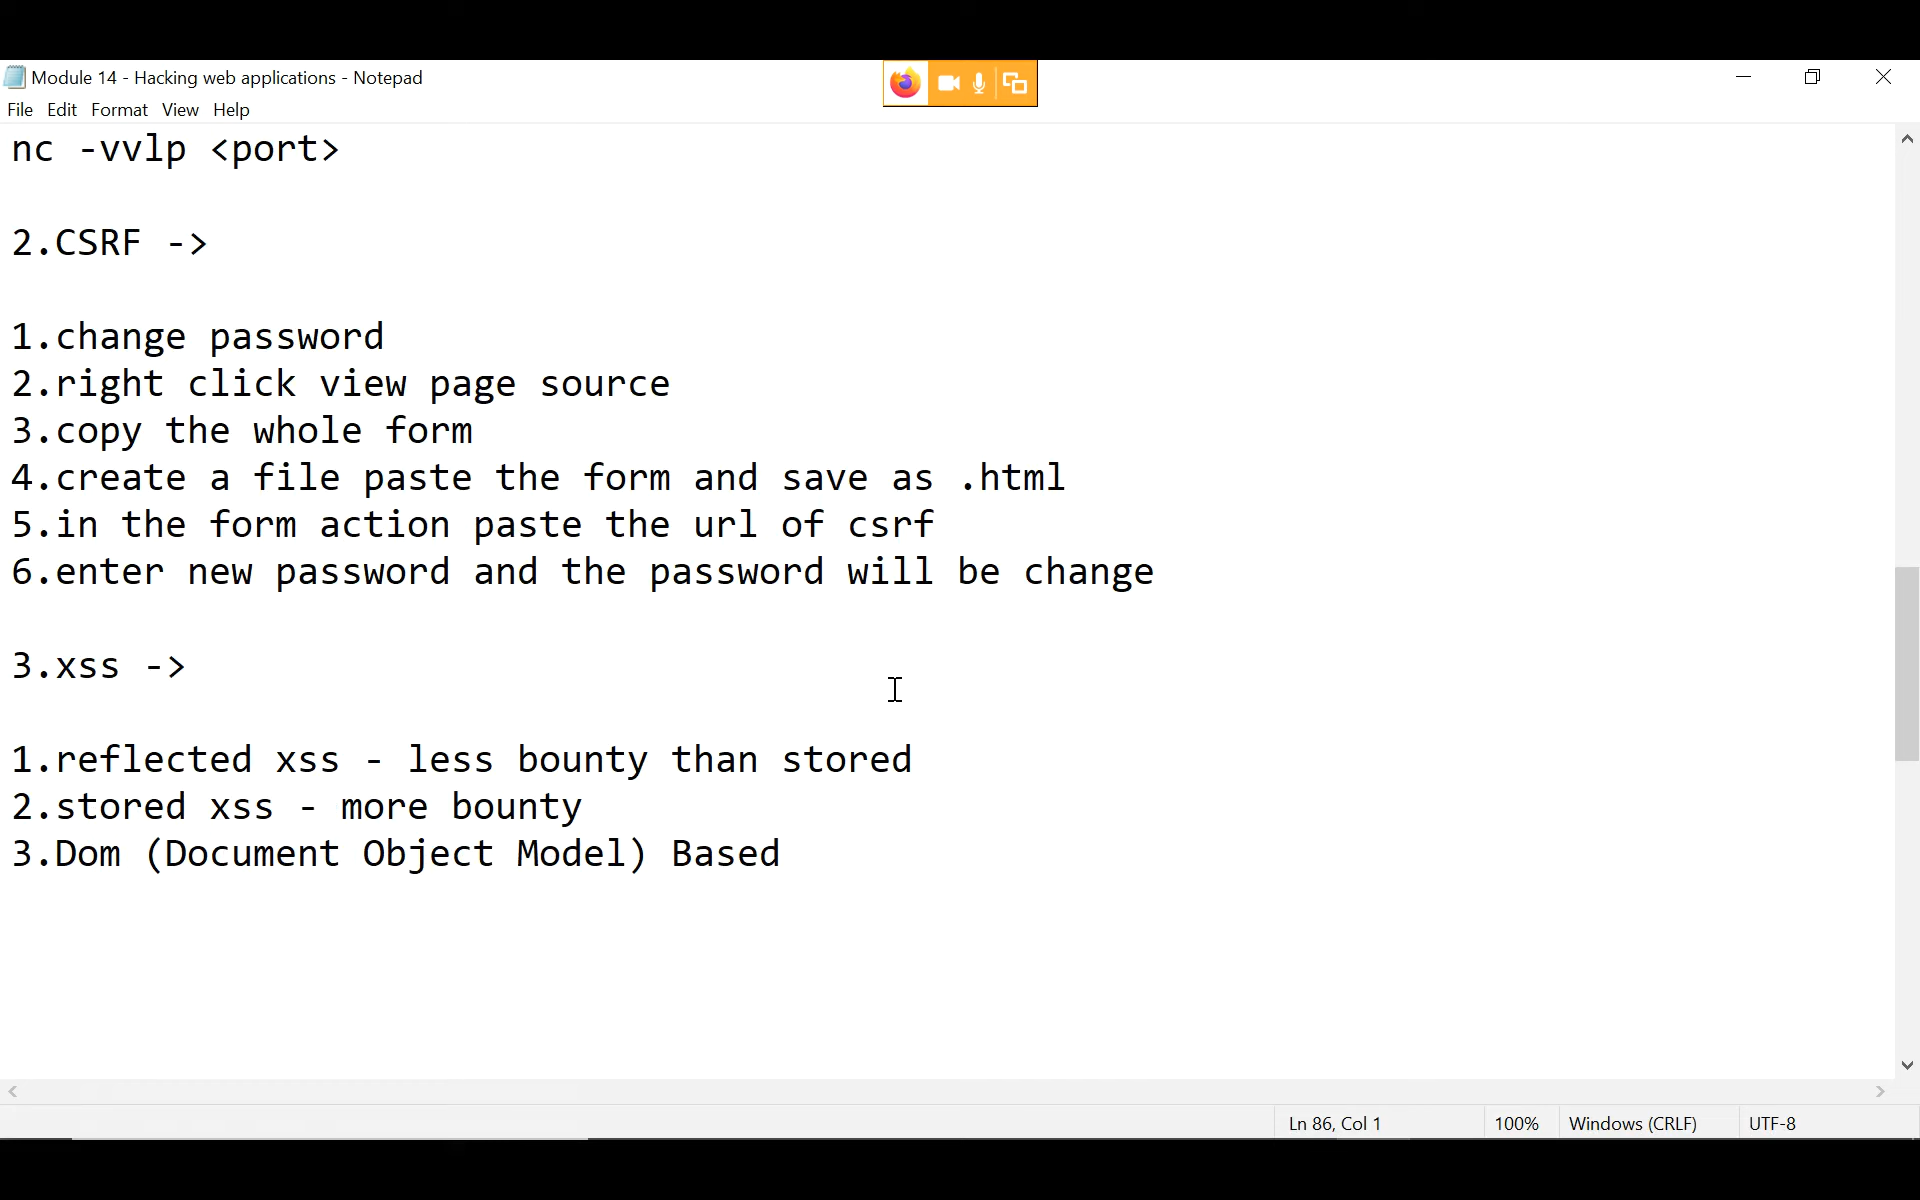 Module 14 - Hacking web applications - Notepad
File Edit Format View Help
nc -vvlp <port>
2.CSRF ->
1.change password
2.right click view page source
3.copy the whole form
4.create a file paste the form and save as .html
5.in the form action paste the url of csrf
6.enter new password and the password will be change
3.xss ->
1.reflected xss - less bounty than stored
2.stored xss - more bounty
3.Dom (Document Object Model) Based
Ln 86, Col 1 100% Windows (CRLF) UTF-8